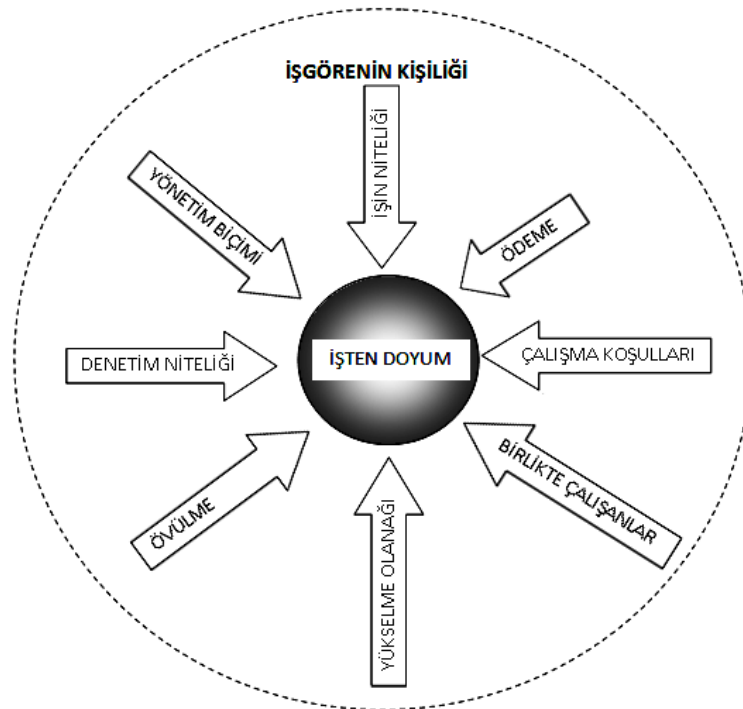 İŞGÖRENİN KİŞİLİĞİ
İŞİN NİTELİĞİ
YÖNETİM BİÇİMİ
ÖDEME
DENETİM NİTELİĞİ
İŞTEN DOYUM
ÇALIŞMA KOŞULLARI
ÖVÜLME
BİRLİKTE ÇALIŞANLAR
YÜKSELME OLANAĞI